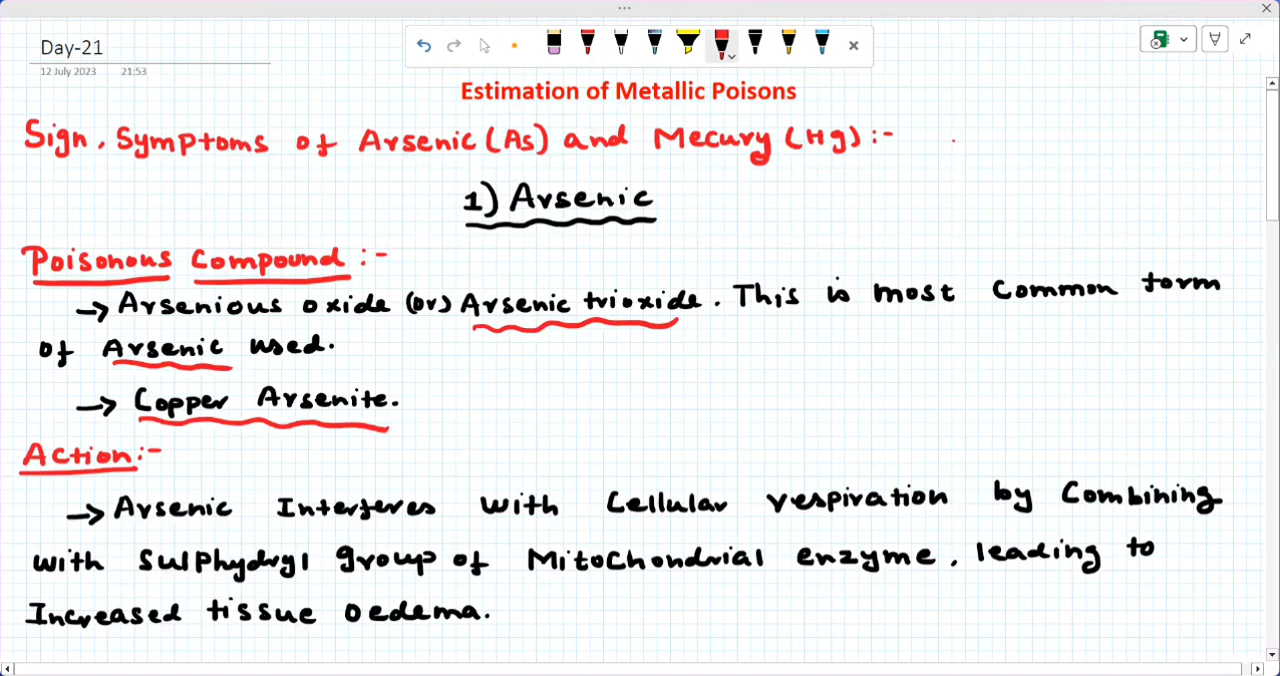 Day-21
12 July 2023 21:53
Estimation of Metallic Poisons
Sign, Symptoms of Arsenic (As) and Mecury (Hg) :-
1) Arsenic
Poisonous Compound :-
→ Arsenious oxide (or) Arsenic trioxide. This is most common form
of Arsenic used.
→ Copper Arsenite.
Action :-
→ Arsenic Interferes with Cellular respiration by Combining
with Sulphydryl group of Mitochondrial enzyme, leading to
Increased tissue oedema.